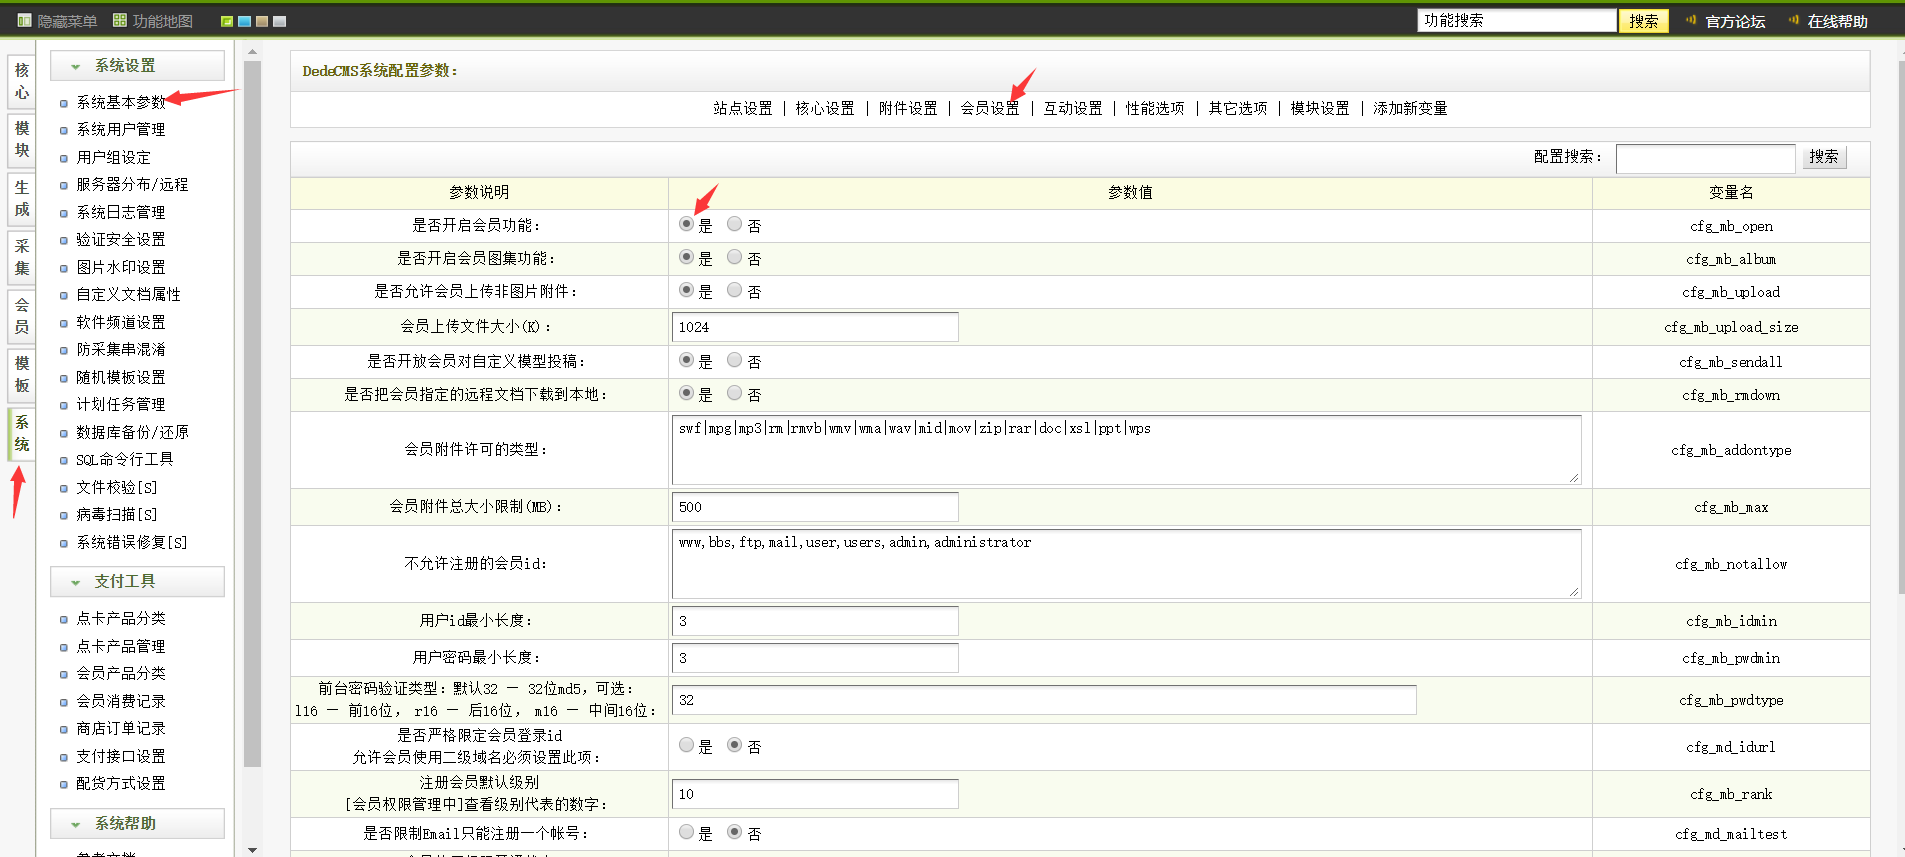 隐藏菜单 功能地图 功能搜索 搜索 官方论坛 在线帮助
核心
模块
生成
采集
会员
模板
系统
系统设置
系统基本参数
系统用户管理
用户组设定
服务器分布/远程
系统日志管理
验证安全设置
图片水印设置
自定义文档属性
软件频道设置
防采集串混淆
随机模板设置
计划任务管理
数据库备份/还原
SQL命令行工具
文件校验[S]
病毒扫描[S]
系统错误修复[S]
支付工具
点卡产品分类
点卡产品管理
会员产品分类
会员消费记录
商店订单记录
支付接口设置
配货方式设置
系统帮助
DedeCMS系统配置参数：
站点设置 | 核心设置 | 附件设置 | 会员设置 | 互动设置 | 性能选项 | 其它选项 | 模块设置 | 添加新变量
配置搜索： 搜索
参数说明 参数值 变量名
是否开启会员功能： 是 否 cfg_mb_open
是否开启会员图集功能： 是 否 cfg_mb_album
是否允许会员上传非图片附件： 是 否 cfg_mb_upload
会员上传文件大小(K)： 1024 cfg_mb_upload_size
是否开放会员对自定义模型投稿： 是 否 cfg_mb_sendall
是否把会员指定的远程文档下载到本地： 是 否 cfg_mb_rmdown
会员附件许可的类型： swf|mpg|mp3|rm|rmvb|wmv|wma|wav|mid|mov|zip|rar|doc|xsl|ppt|wps cfg_mb_addontype
会员附件总大小限制(MB)： 500 cfg_mb_max
不允许注册的会员id： www,bbs,ftp,mail,user,users,admin,administrator cfg_mb_notallow
用户id最小长度： 3 cfg_mb_idmin
用户密码最小长度： 3 cfg_mb_pwdmin
前台密码验证类型：默认32 — 32位md5，可选：
l16 — 前16位， r16 — 后16位， m16 — 中间16位： 32 cfg_mb_pwdtype
是否严格限定会员登录id
允许会员使用二级域名必须设置此项： 是 否 cfg_md_idurl
注册会员默认级别
[会员权限管理中]查看级别代表的数字： 10 cfg_mb_rank
是否限制Email只能注册一个帐号： 是 否 cfg_md_mailtest